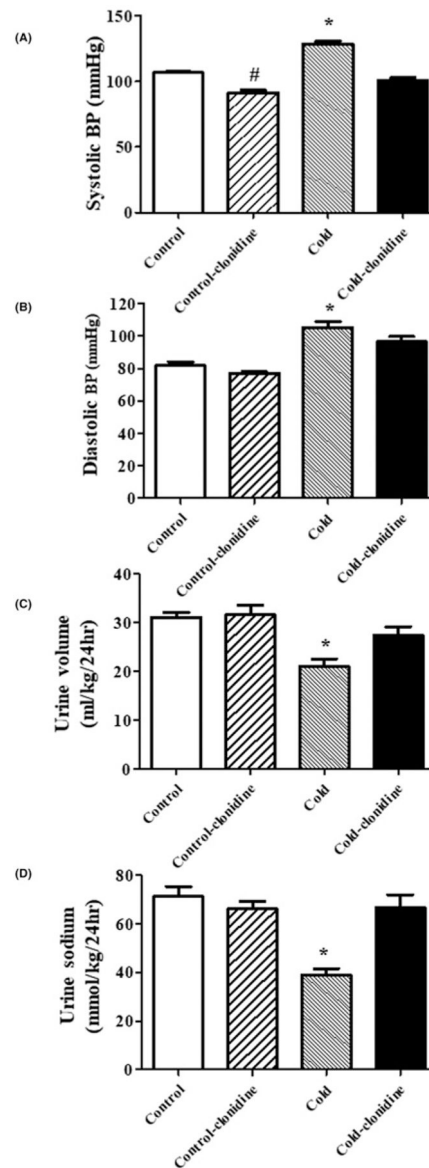 (A)
Systolic BP (mmHg)
150
100
50
0
#
*
Control
Control-clonidine
Cold
Cold-clonidine
(B)
Diastolic BP (mmHg)
120
100
80
60
40
20
0
*
Control
Control-clonidine
Cold
Cold-clonidine
(C)
Urine volume
(ml/kg/24hr)
40
30
20
10
0
*
Control
Control-clonidine
Cold
Cold-clonidine
(D)
Urine sodium
(mmol/kg/24hr)
80
60
40
20
0
*
Control
Control-clonidine
Cold
Cold-clonidine